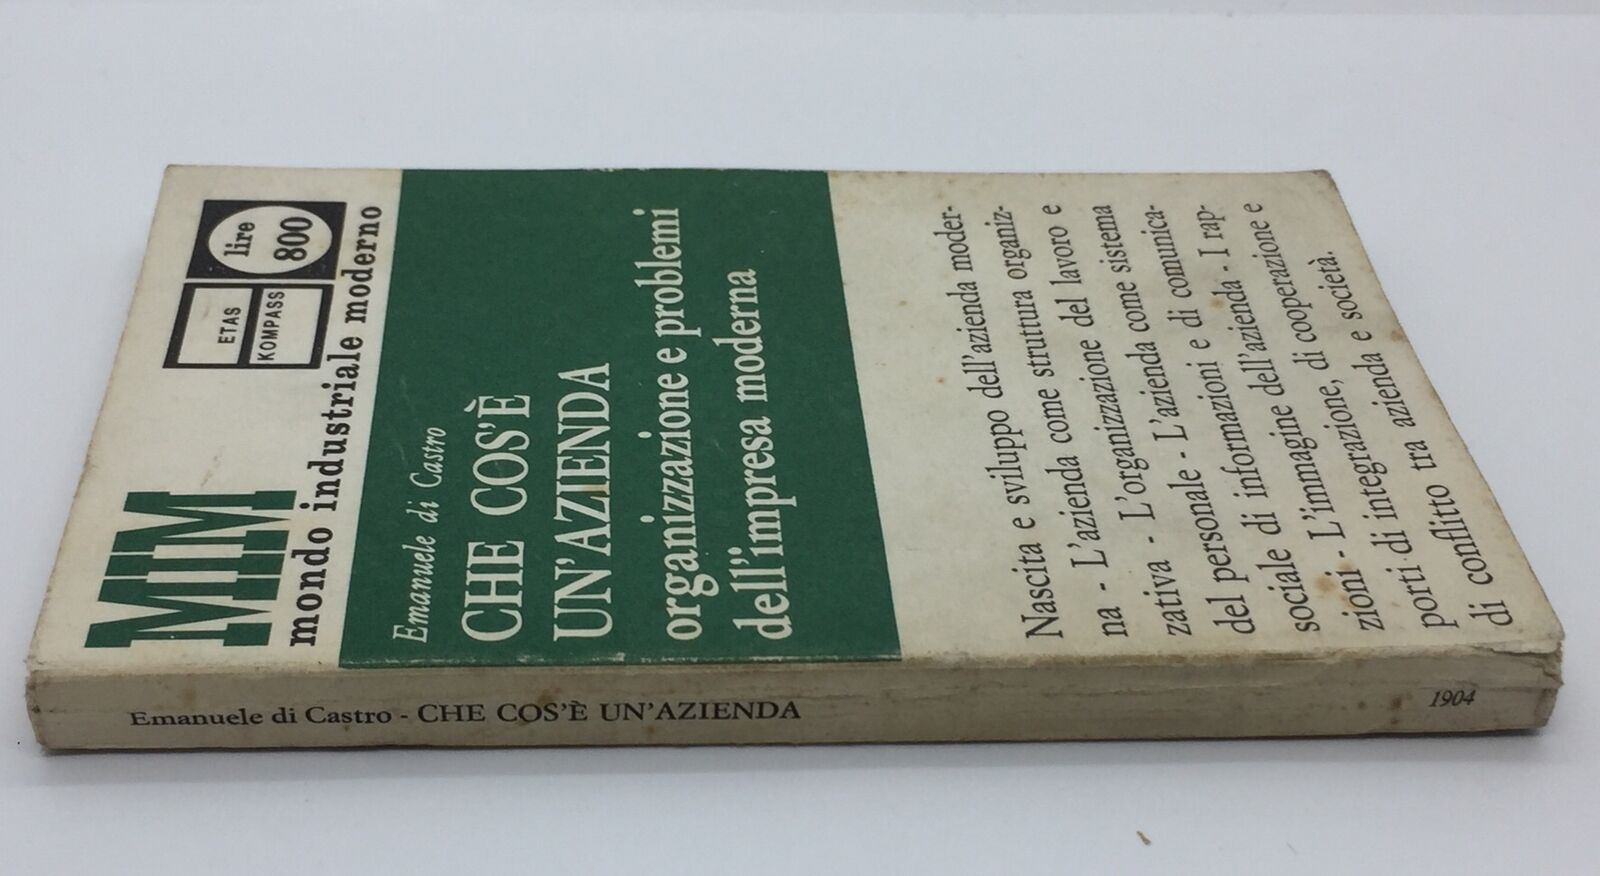 MIM
mondo industriale moderno
ETAS
KOMPASS
lire
800
Emanuele di Castro
CHE COS'È
UN'AZIENDA
organizzazione e problemi
dell'impresa moderna
Nascita e sviluppo dell'azienda moder-
na - L'azienda come struttura organiz-
zativa - L'organizzazione del lavoro e
del personale - L'azienda come sistema
sociale di informazioni e di comunica-
zioni - L'immagine dell'azienda - I rap-
porti di integrazione, di cooperazione e
di conflitto tra azienda e società.
Emanuele di Castro - CHE COS'È UN'AZIENDA
1904